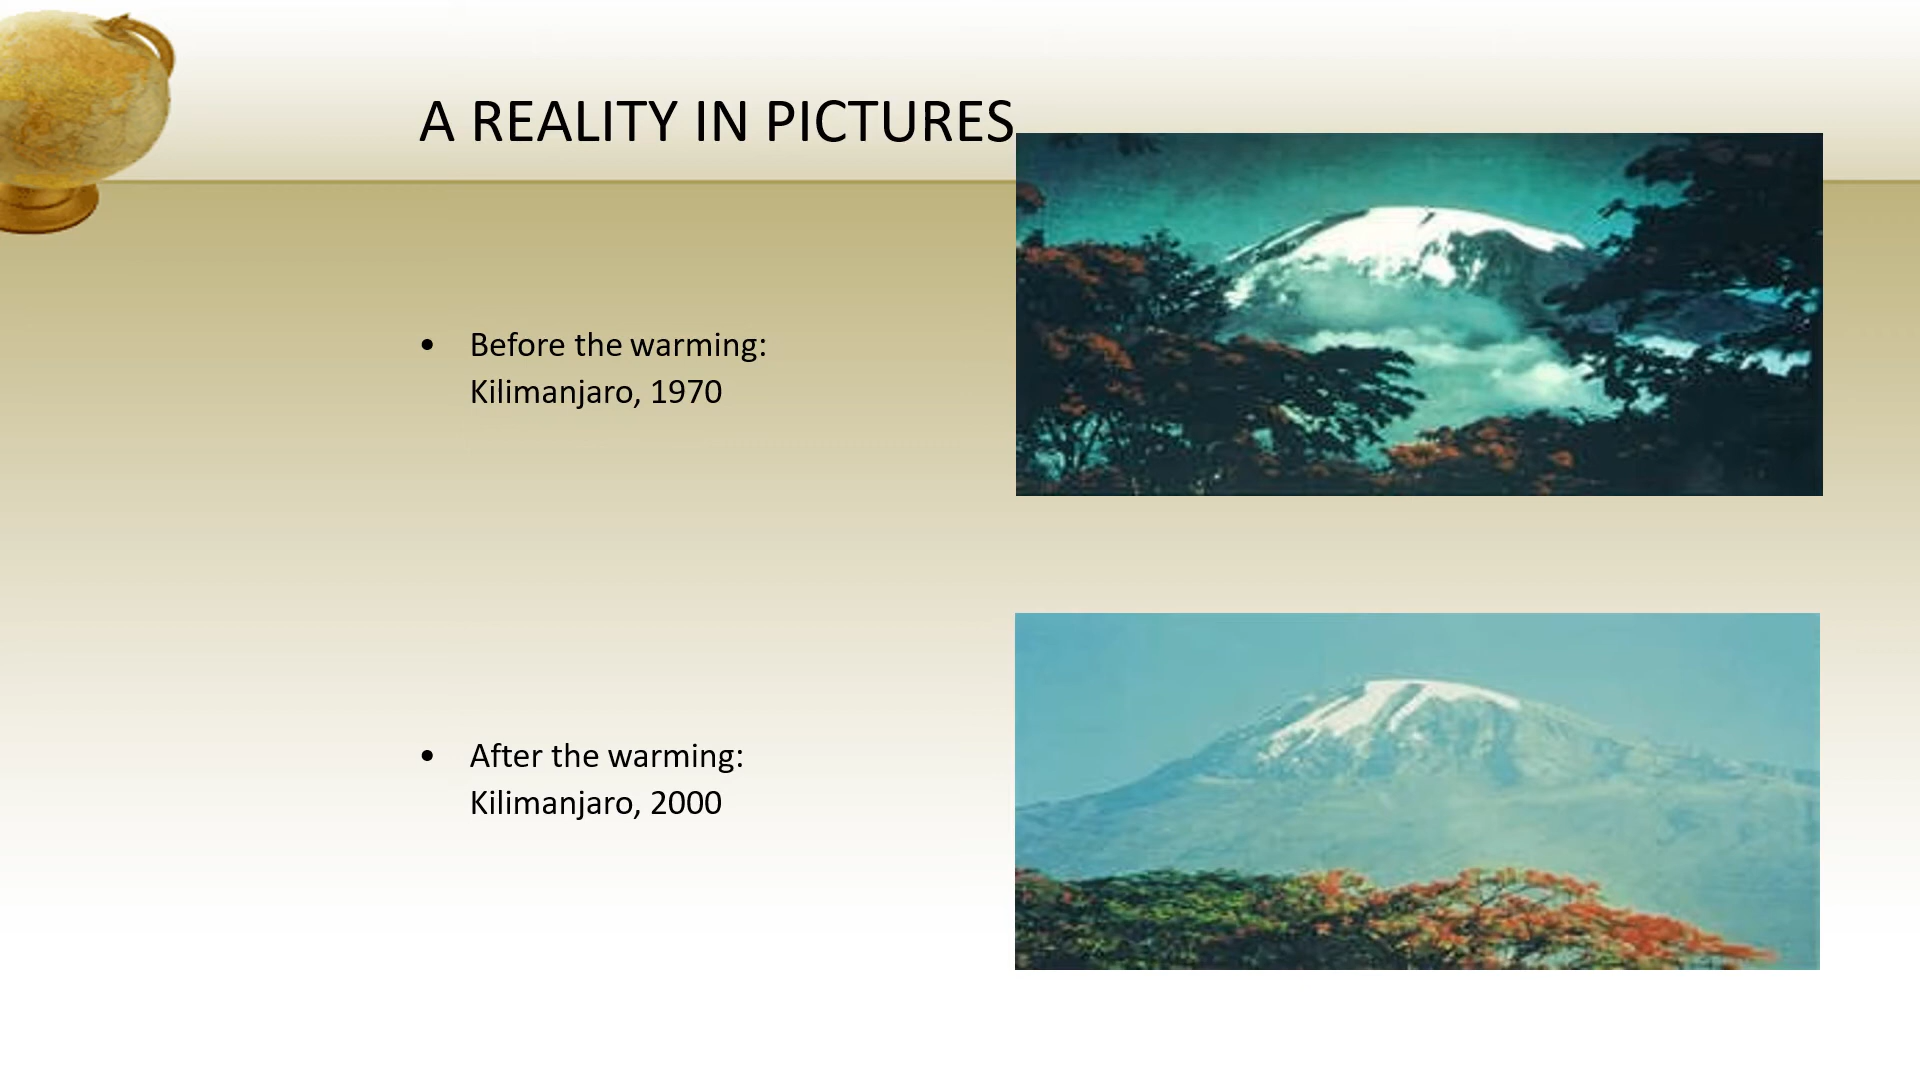 A REALITY IN PICTURES
• Before the warming:
Kilimanjaro, 1970
• After the warming:
Kilimanjaro, 2000